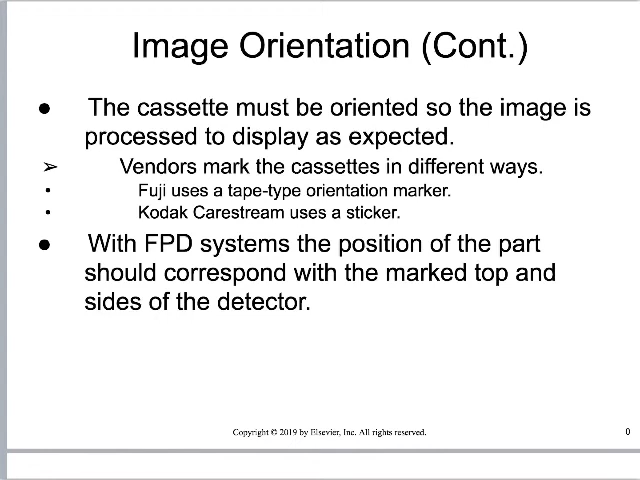 Image Orientation (Cont.)
● The cassette must be oriented so the image is
processed to display as expected.
➢ Vendors mark the cassettes in different ways.
• Fuji uses a tape-type orientation marker.
• Kodak Carestream uses a sticker.
● With FPD systems the position of the part
should correspond with the marked top and
sides of the detector.
Copyright © 2019 by Elsevier, Inc. All rights reserved.
0